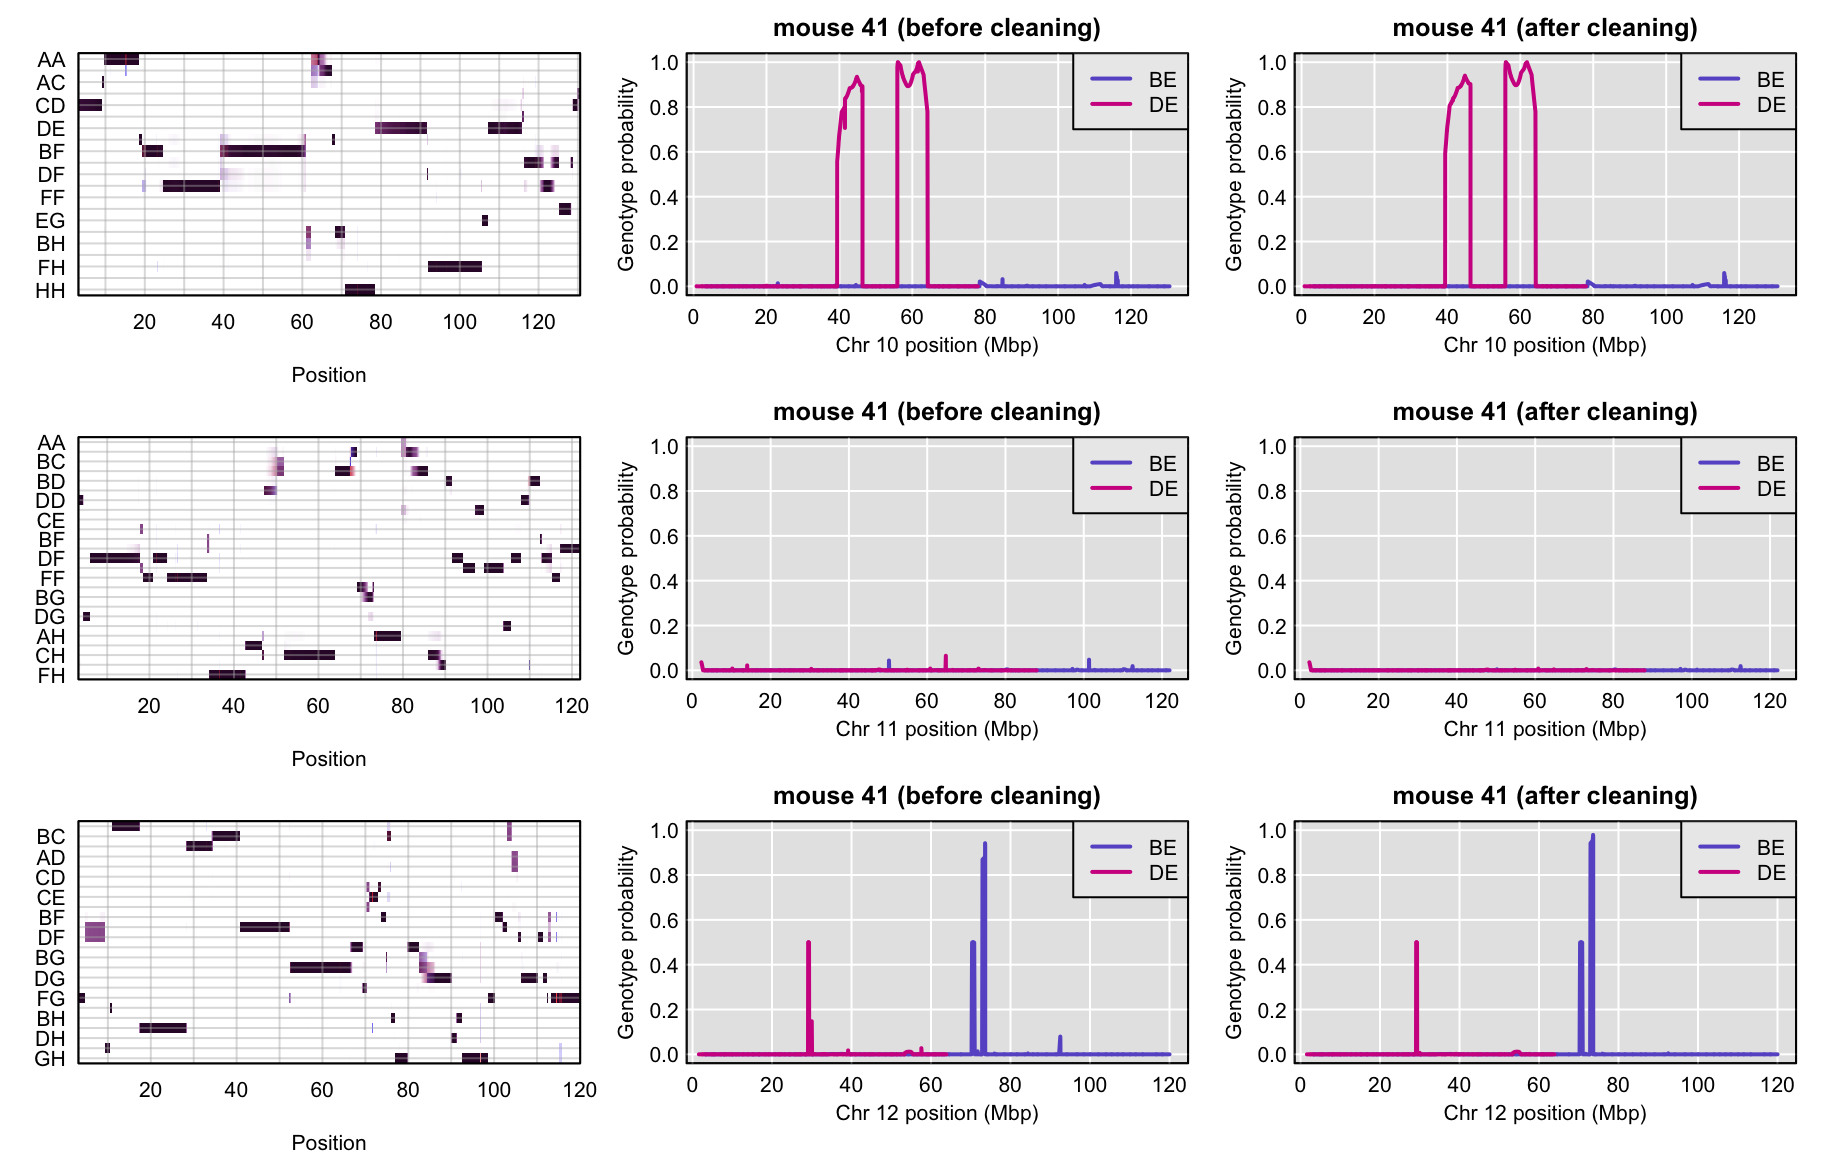 mouse 41 (before cleaning)
mouse 41 (after cleaning)
AA
AC
CD
DE
BF
DF
FF
EG
BH
FH
HH
20 40 60 80 100 120
Position
Genotype probability
1.0
0.8
0.6
0.4
0.2
0.0
BE
DE
0 20 40 60 80 100 120
Chr 10 position (Mbp)
Genotype probability
1.0
0.8
0.6
0.4
0.2
0.0
BE
DE
0 20 40 60 80 100 120
Chr 10 position (Mbp)
mouse 41 (before cleaning)
mouse 41 (after cleaning)
AA
BC
BD
DD
CE
BF
DF
FF
BG
DG
AH
CH
FH
20 40 60 80 100 120
Position
Genotype probability
1.0
0.8
0.6
0.4
0.2
0.0
BE
DE
0 20 40 60 80 100 120
Chr 11 position (Mbp)
Genotype probability
1.0
0.8
0.6
0.4
0.2
0.0
BE
DE
0 20 40 60 80 100 120
Chr 11 position (Mbp)
mouse 41 (before cleaning)
mouse 41 (after cleaning)
BC
AD
CD
CE
BF
DF
BG
DG
FG
BH
DH
GH
20 40 60 80 100 120
Position
Genotype probability
1.0
0.8
0.6
0.4
0.2
0.0
BE
DE
0 20 40 60 80 100 120
Chr 12 position (Mbp)
Genotype probability
1.0
0.8
0.6
0.4
0.2
0.0
BE
DE
0 20 40 60 80 100 120
Chr 12 position (Mbp)